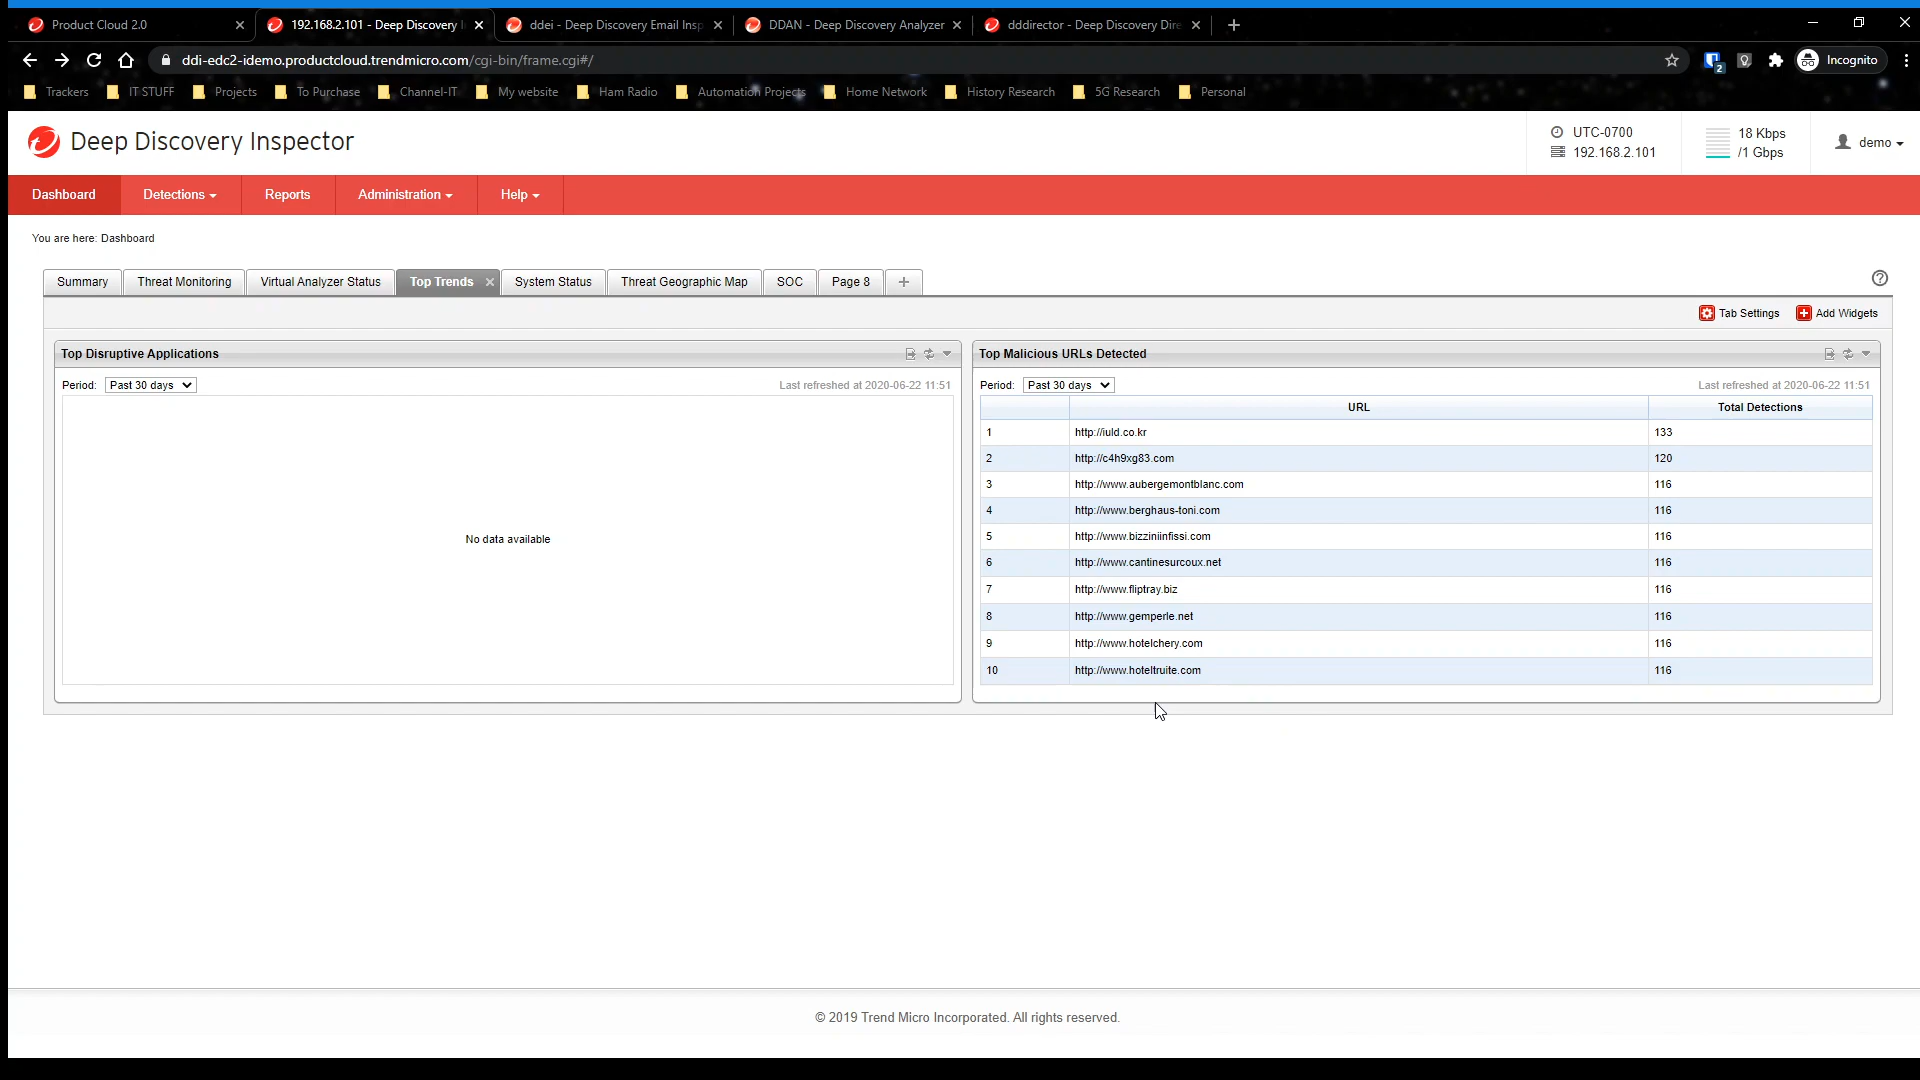 Product Cloud 2.0
192.168.2.101 - Deep Discovery I
ddei - Deep Discovery Email Insp
DDAN - Deep Discovery Analyzer
dddirector - Deep Discovery Dire
ddi-edc2-idemo.productcloud.trendmicro.com/cgi-bin/frame.cgi#/
2
Incognito
Trackers
IT STUFF
Projects
To Purchase
Channel-IT
My website
Ham Radio
Automation Projects
Home Network
History Research
5G Research
Personal
Deep Discovery Inspector
UTC-0700
192.168.2.101
18 Kbps
/1 Gbps
demo
Dashboard
Detections
Reports
Administration
Help
You are here: Dashboard
Summary
Threat Monitoring
Virtual Analyzer Status
Top Trends
System Status
Threat Geographic Map
SOC
Page 8
Tab Settings
Add Widgets
Top Disruptive Applications
Period: Past 30 days
Last refreshed at 2020-06-22 11:51
No data available
Top Malicious URLs Detected
Period: Past 30 days
Last refreshed at 2020-06-22 11:51
URL Total Detections
1 http://iuld.co.kr 133
2 http://c4h9xg83.com 120
3 http://www.aubergemontblanc.com 116
4 http://www.berghaus-toni.com 116
5 http://www.bizziniinfissi.com 116
6 http://www.cantinesurcoux.net 116
7 http://www.fliptray.biz 116
8 http://www.gemperle.net 116
9 http://www.hotelchery.com 116
10 http://www.hoteltruite.com 116
© 2019 Trend Micro Incorporated. All rights reserved.